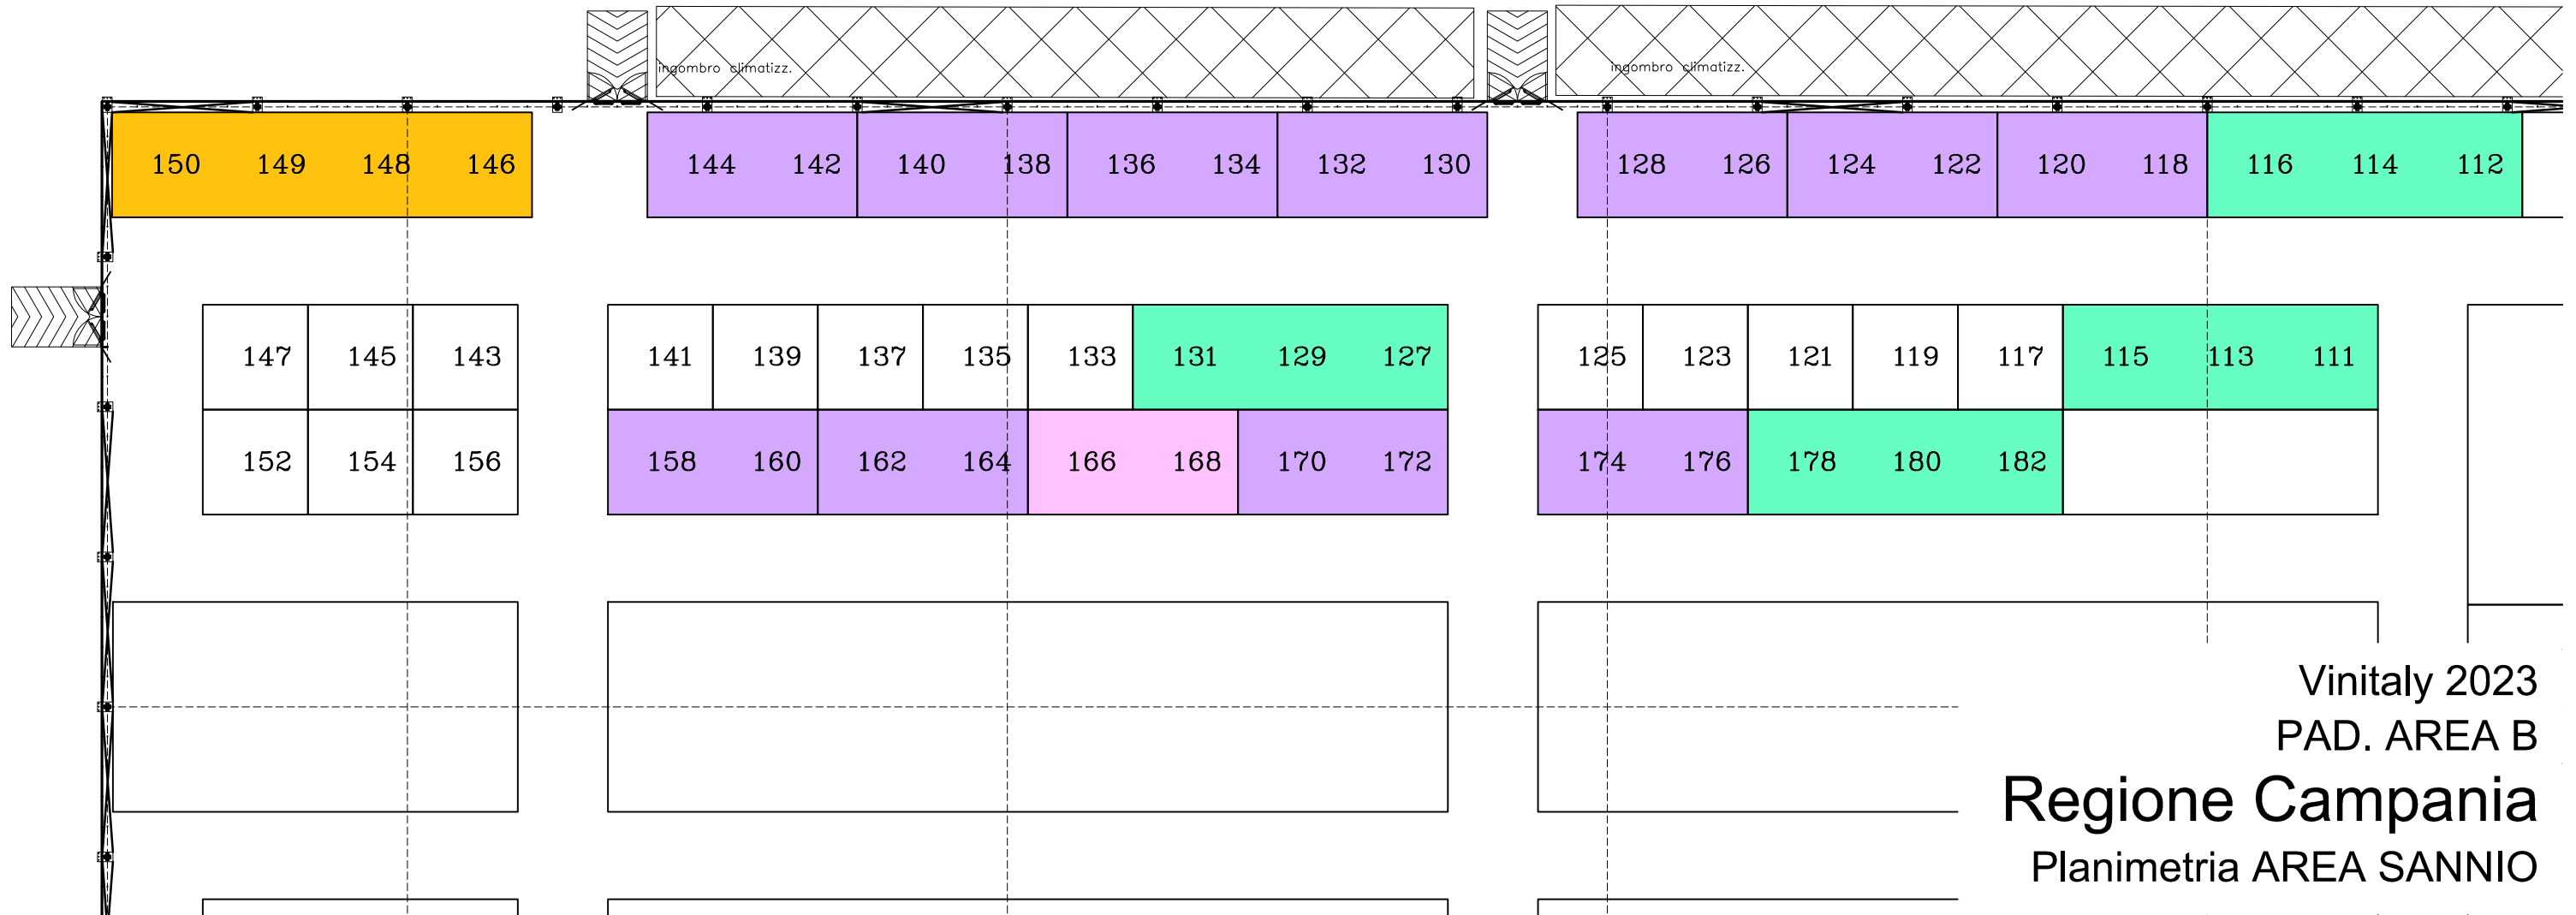 ingombro climatizz. ingombro climatizz.
150 149 148 146 144 142 140 138 136 134 132 130 128 126 124 122 120 118 116 114 112
147 145 143 141 139 137 135 133 131 129 127 125 123 121 119 117 115 113 111
152 154 156 158 160 162 164 166 168 170 172 174 176 178 180 182
Vinitaly 2023
PAD. AREA B
Regione Campania
Planimetria AREA SANNIO